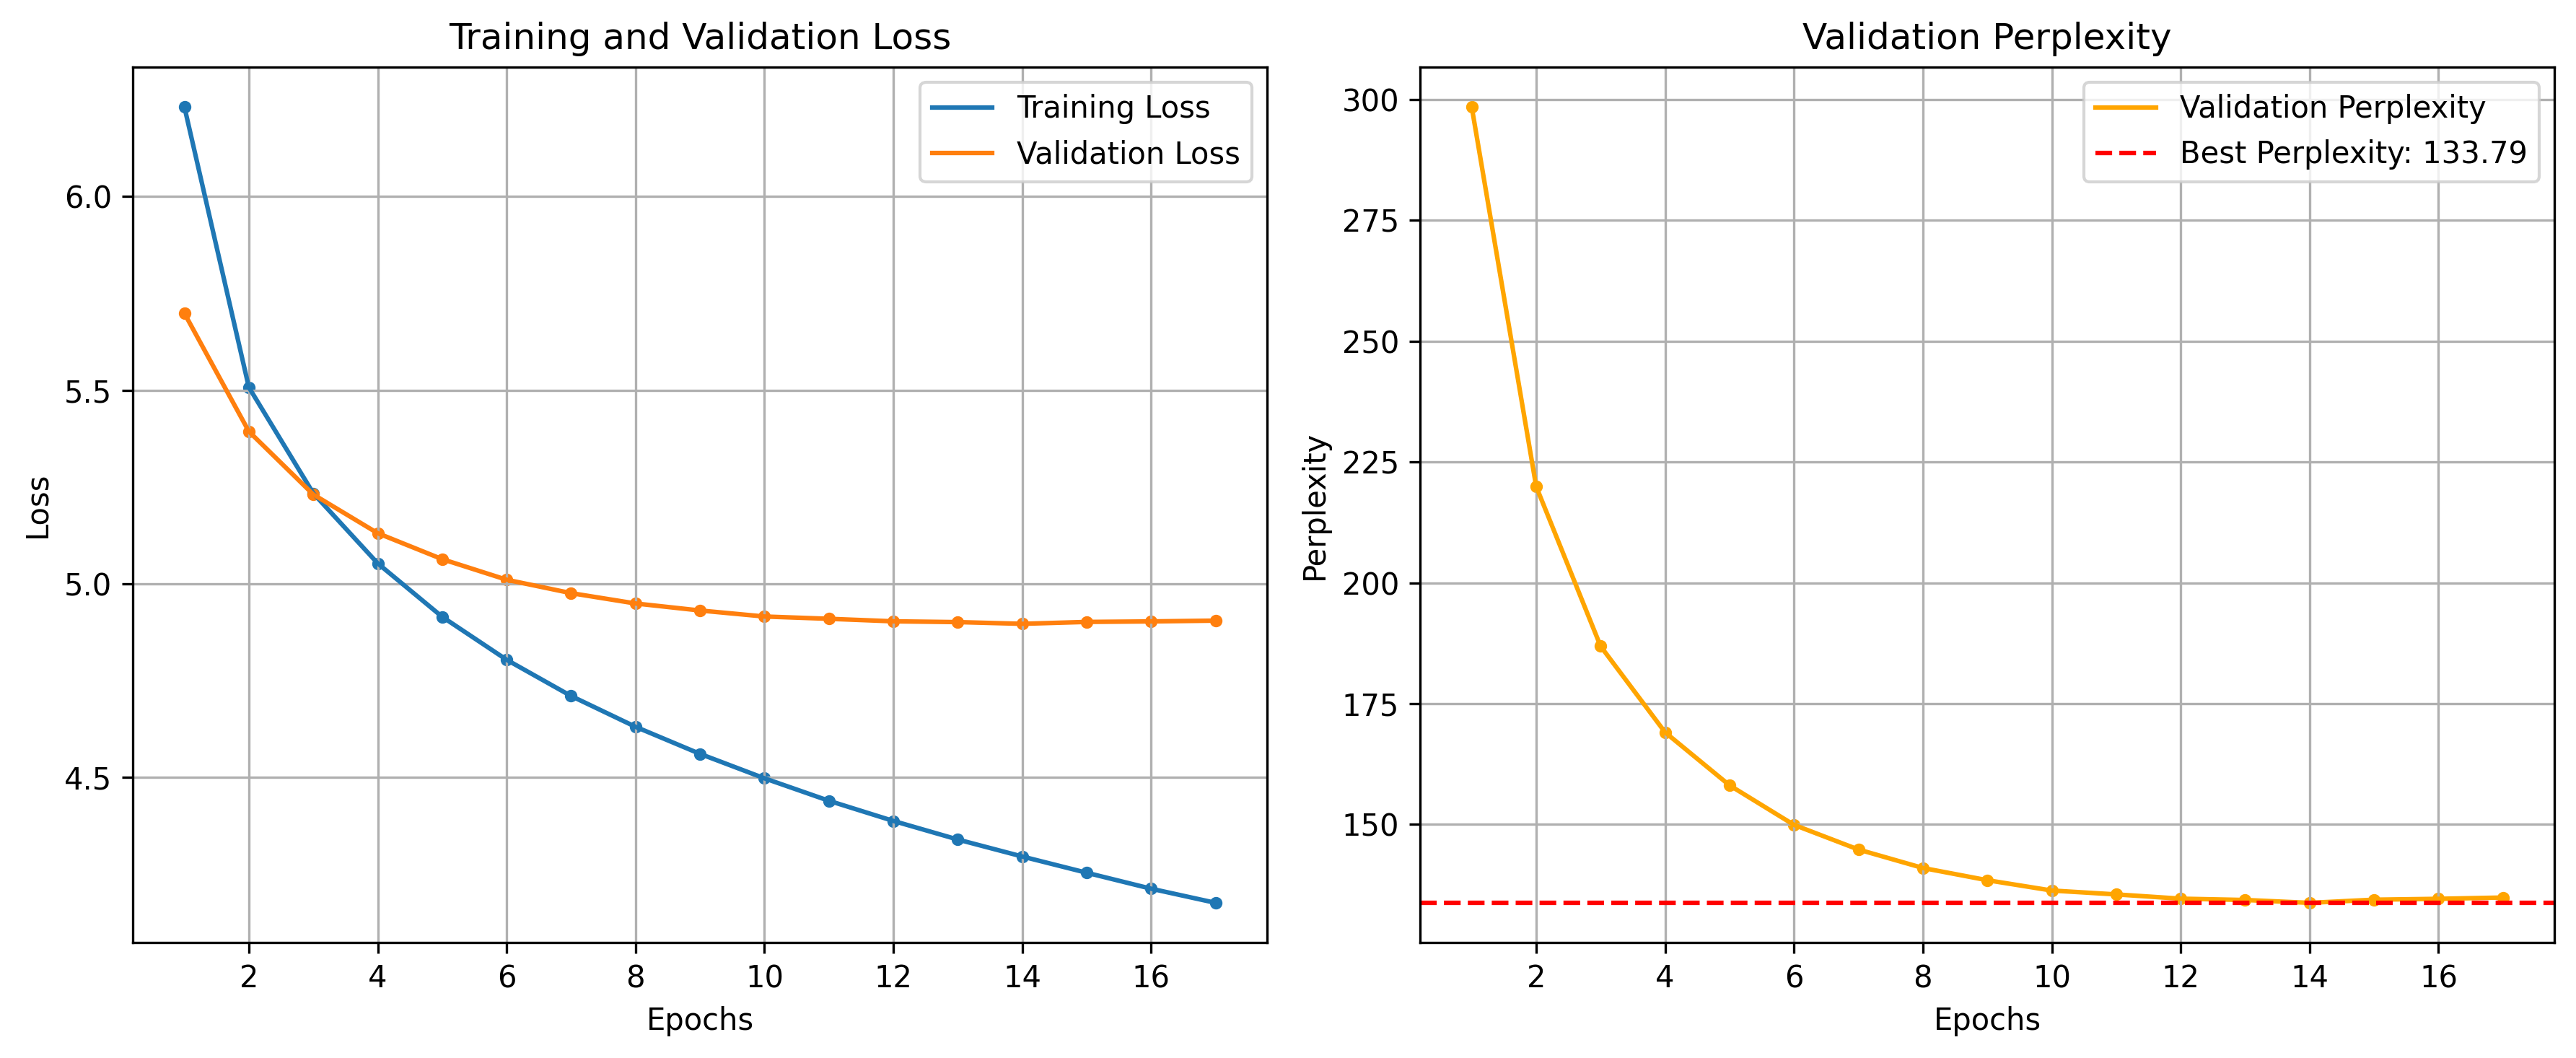 Training and Validation Loss
Training Loss
Validation Loss
6.0
5.5
5.0
4.5
Loss
2 4 6 8 10 12 14 16
Epochs
Validation Perplexity
Validation Perplexity
Best Perplexity: 133.79
300
275
250
225
200
175
150
Perplexity
2 4 6 8 10 12 14 16
Epochs